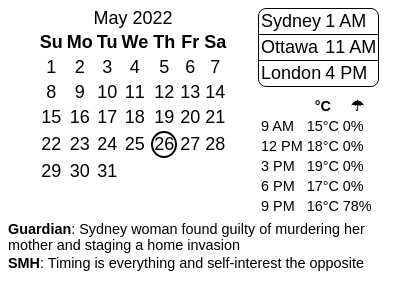 May 2022
Su Mo Tu We Th Fr Sa
1 2 3 4 5 6 7
8 9 10 11 12 13 14
15 16 17 18 19 20 21
22 23 24 25 26 27 28
29 30 31
Sydney 1 AM
Ottawa 11 AM
London 4 PM
°C ☂
9 AM 15°C 0%
12 PM 18°C 0%
3 PM 19°C 0%
6 PM 17°C 0%
9 PM 16°C 78%
Guardian: Sydney woman found guilty of murdering her
mother and staging a home invasion
SMH: Timing is everything and self-interest the opposite